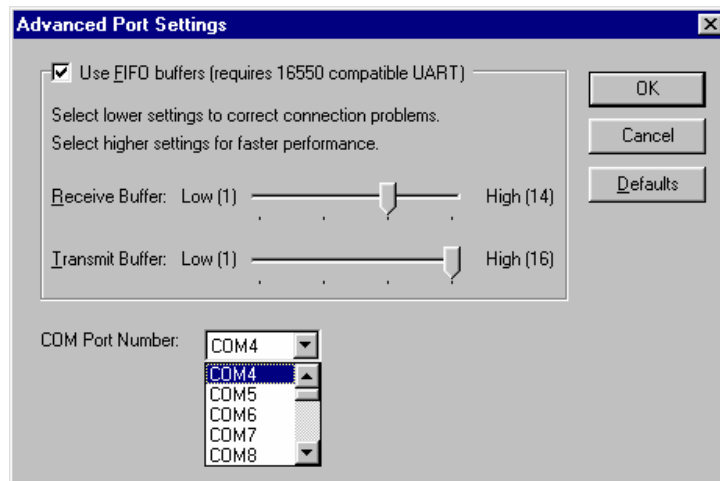 Advanced Port Settings
Use FIFO buffers (requires 16550 compatible UART)
Select lower settings to correct connection problems.
Select higher settings for faster performance.
Receive Buffer: Low (1) High (14)
Transmit Buffer: Low (1) High (16)
OK
Cancel
Defaults
COM Port Number: COM4
COM4
COM5
COM6
COM7
COM8